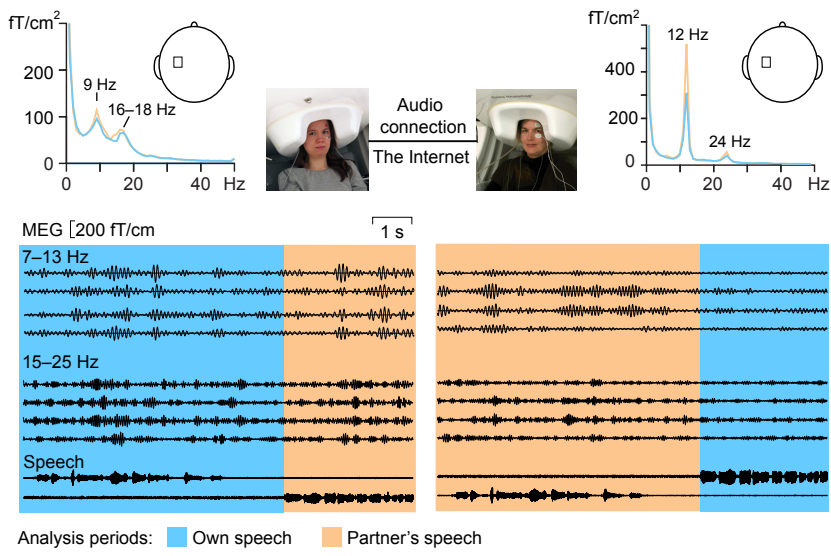 fT/cm²
200
100
0
0
20
40
Hz
9 Hz
16–18 Hz
Audio
connection
The Internet
fT/cm²
400
200
0
0
20
40
Hz
12 Hz
24 Hz
MEG [200 fT/cm
1 s
7–13 Hz
15–25 Hz
Speech
Analysis periods: Own speech Partner's speech